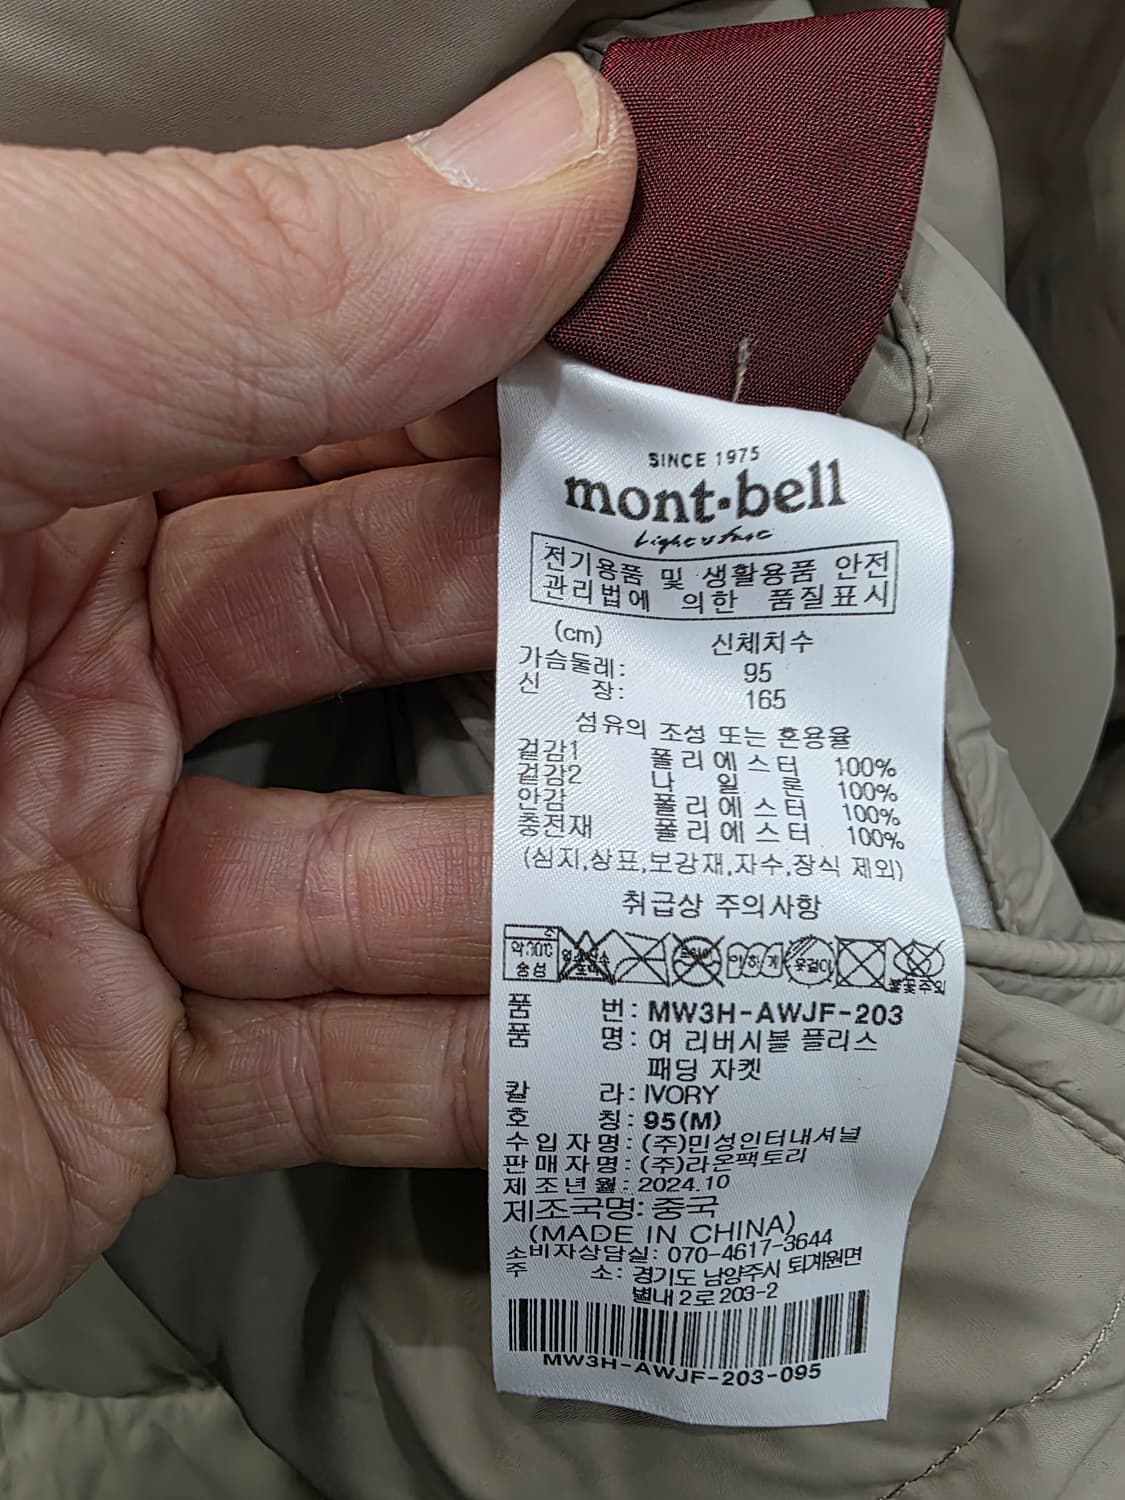 SINCE 1975
mont·bell
Light & Fast
전기용품 및 생활용품 안전
관리법에 의한 품질표시
(cm) 신체치수
가슴둘레: 95
신 장: 165
섬유의 조성 또는 혼용율
겉감1 폴리에스터 100%
겉감2 나 일 론 100%
안감 폴리에스터 100%
충전재 폴리에스터 100%
(심지,상표,보강재,자수,장식 제외)
취급상 주의사항
품 번: MW3H-AWJF-203
품 명: 여 리버시블 플리스
패딩 자켓
칼 라: IVORY
호 칭: 95(M)
수입자명: (주)민성인터내셔널
판매자명: (주)라온팩토리
제조년월: 2024.10
제조국명: 중국
(MADE IN CHINA)
소비자상담실: 070-4617-3644
주 소: 경기도 남양주시 퇴계원면
별내2로 203-2
MW3H-AWJF-203-095